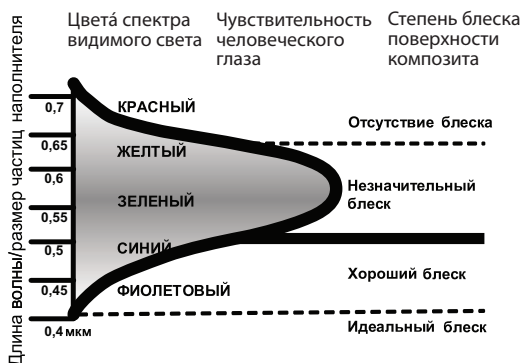 Цвета́ спектра
видимого света
Чувствительность
человеческого
глаза
Степень блеска
поверхности
композита
Длина волны/размер частиц наполнителя
0,7
0,65
0,6
0,55
0,5
0,45
0,4 мкм
КРАСНЫЙ
ЖЕЛТЫЙ
ЗЕЛЕНЫЙ
СИНИЙ
ФИОЛЕТОВЫЙ
Отсутствие блеска
Незначительный
блеск
Хороший блеск
Идеальный блеск